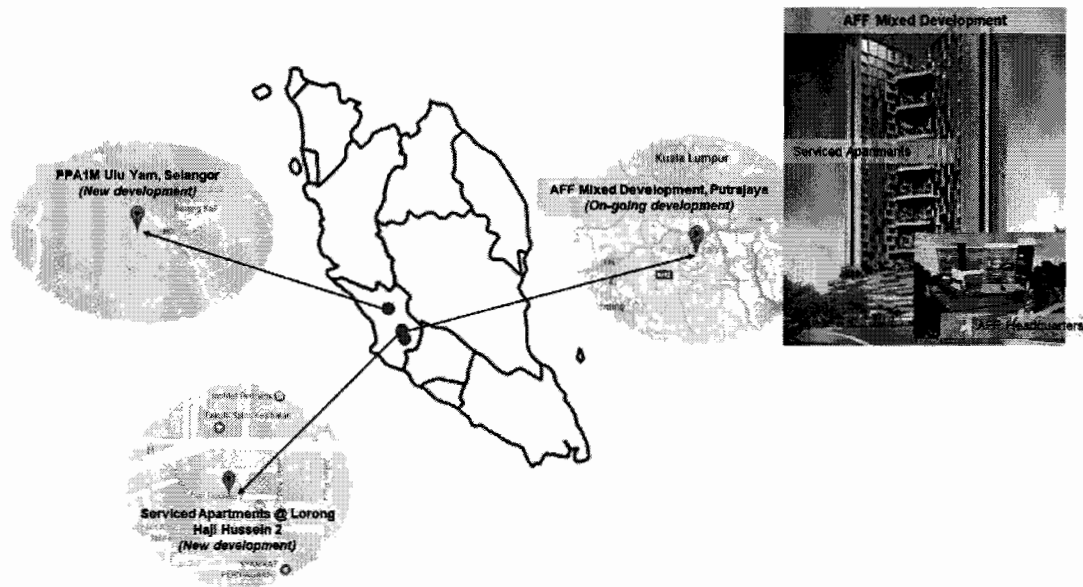 AFF Mixed Development
Serviced Apartments
AFF Headquarters
PPA1M Ulu Yam, Selangor
(New development)
Kuala Lumpur
AFF Mixed Development, Putrajaya
(On-going development)
Serviced Apartments @ Lorong
Haji Hussein 2
(New development)